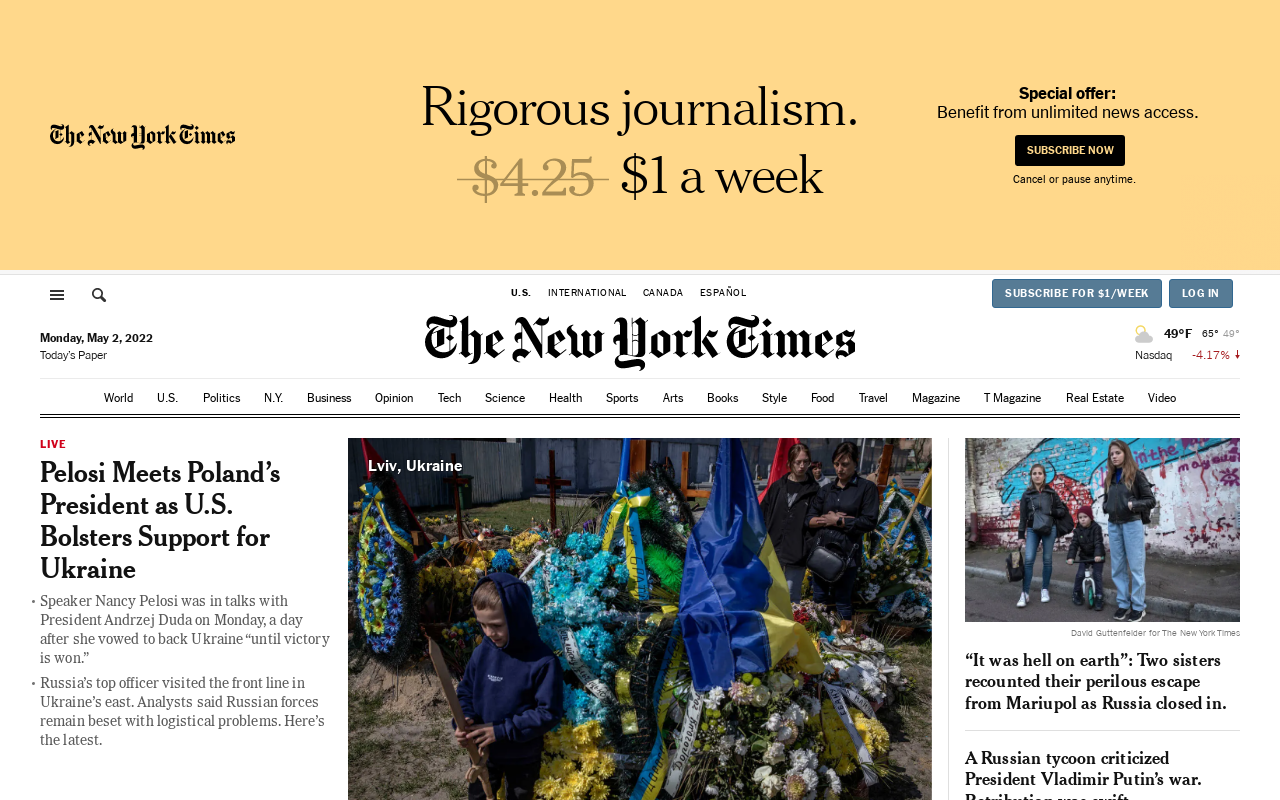 The New York Times
Rigorous journalism.
$4.25 $1 a week
Special offer:
Benefit from unlimited news access.
SUBSCRIBE NOW
Cancel or pause anytime.
U.S. INTERNATIONAL CANADA ESPAÑOL
SUBSCRIBE FOR $1/WEEK LOG IN
Monday, May 2, 2022
Today's Paper
The New York Times
49°F 65° 49°
Nasdaq -4.17%
World U.S. Politics N.Y. Business Opinion Tech Science Health Sports Arts Books Style Food Travel Magazine T Magazine Real Estate Video
LIVE
Pelosi Meets Poland’s
President as U.S.
Bolsters Support for
Ukraine
Speaker Nancy Pelosi was in talks with
President Andrzej Duda on Monday, a day
after she vowed to back Ukraine “until victory
is won.”
Russia’s top officer visited the front line in
Ukraine’s east. Analysts said Russian forces
remain beset with logistical problems. Here’s
the latest.
Lviv, Ukraine
David Guttenfelder for The New York Times
“It was hell on earth”: Two sisters
recounted their perilous escape
from Mariupol as Russia closed in.
A Russian tycoon criticized
President Vladimir Putin’s war.
Retribution was swift.